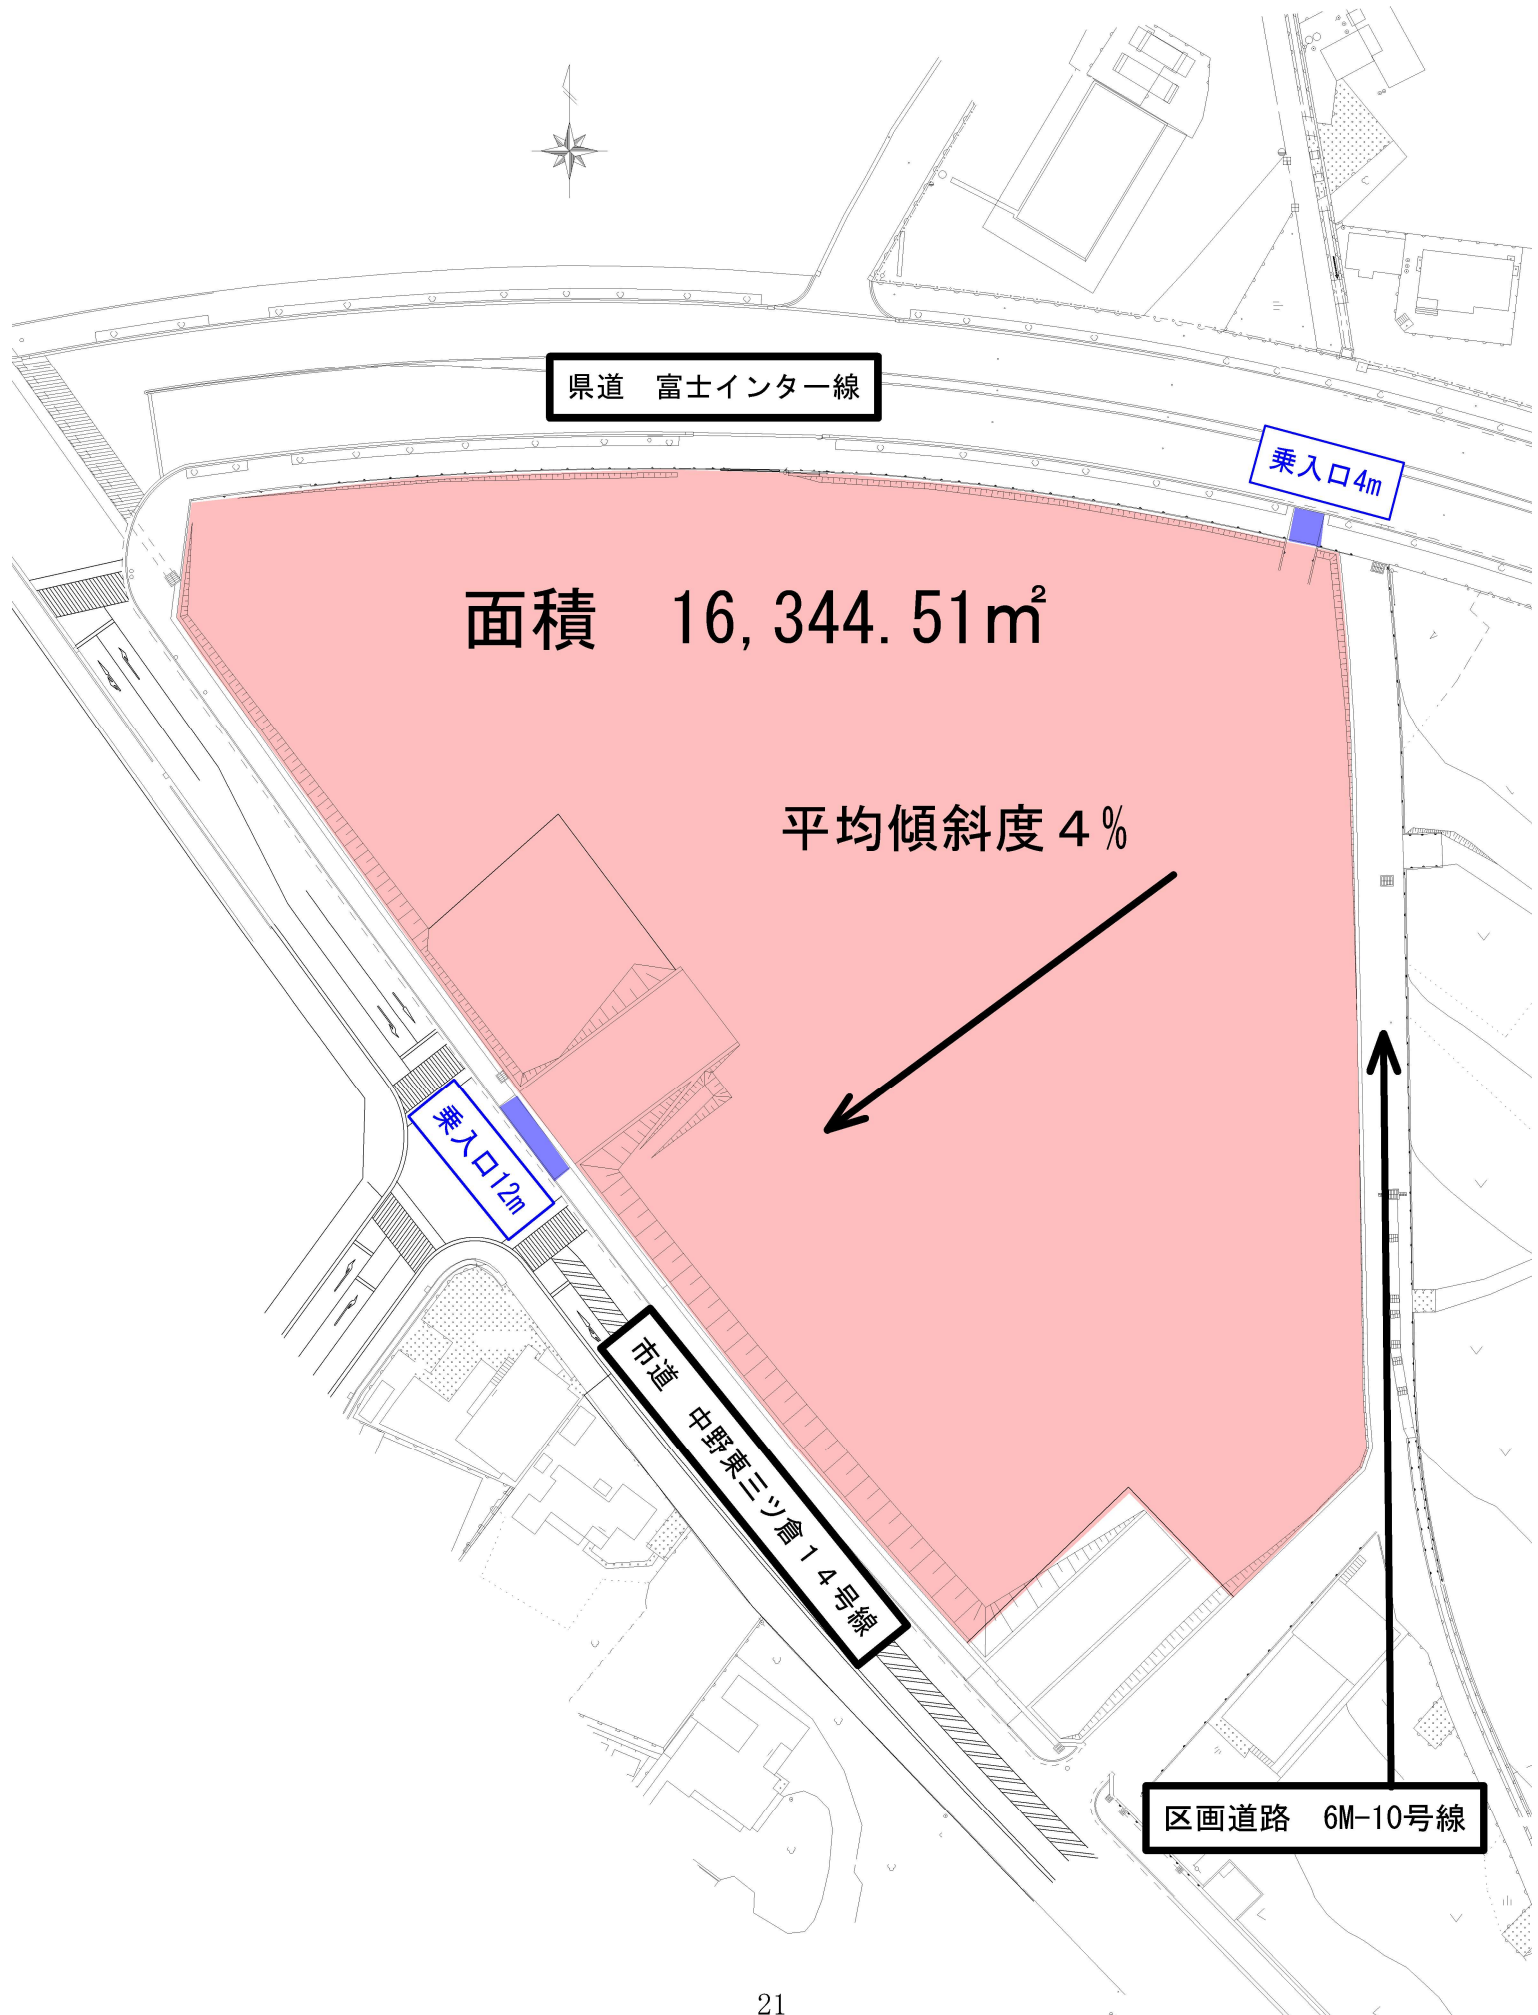 県道　富士インター線
乗入口4m
面積　16,344.51㎡
平均傾斜度４％
乗入口12m
市道　中野東三ツ倉１４号線
区画道路　6M-10号線
21